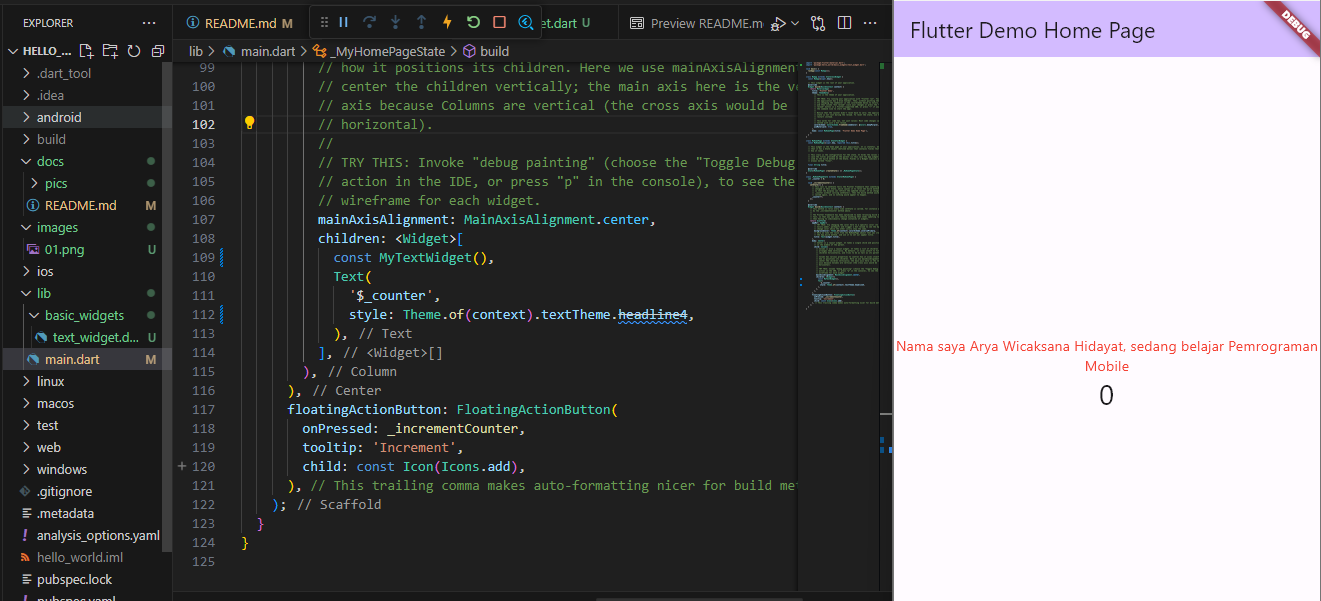 EXPLORER
···
README.md M
et.dart U
Preview README.m
HELLO_...
lib > main.dart > _MyHomePageState > build
.dart_tool
.idea
android
build
docs
pics
README.md M
images
01.png U
ios
lib
basic_widgets
text_widget.d... U
main.dart M
linux
macos
test
web
windows
.gitignore
.metadata
analysis_options.yaml
hello_world.iml
pubspec.lock
pubspec.yaml
99 // how it positions its children. Here we use mainAxisAlignment
100 // center the children vertically; the main axis here is the ve
101 // axis because Columns are vertical (the cross axis would be
102 // horizontal).
103 //
104 // TRY THIS: Invoke "debug painting" (choose the "Toggle Debug
105 // action in the IDE, or press "p" in the console), to see the
106 // wireframe for each widget.
107 mainAxisAlignment: MainAxisAlignment.center,
108 children: <Widget>[
109 const MyTextWidget(),
110 Text(
111 '$_counter',
112 style: Theme.of(context).textTheme.headline4,
113 ), // Text
114 ], // <Widget>[]
115 ), // Column
116 ), // Center
117 floatingActionButton: FloatingActionButton(
118 onPressed: _incrementCounter,
119 tooltip: 'Increment',
120 child: const Icon(Icons.add),
121 ), // This trailing comma makes auto-formatting nicer for build me
122 ); // Scaffold
123 }
124 }
125
Flutter Demo Home Page
DEBUG
Nama saya Arya Wicaksana Hidayat, sedang belajar Pemrograman
Mobile
0